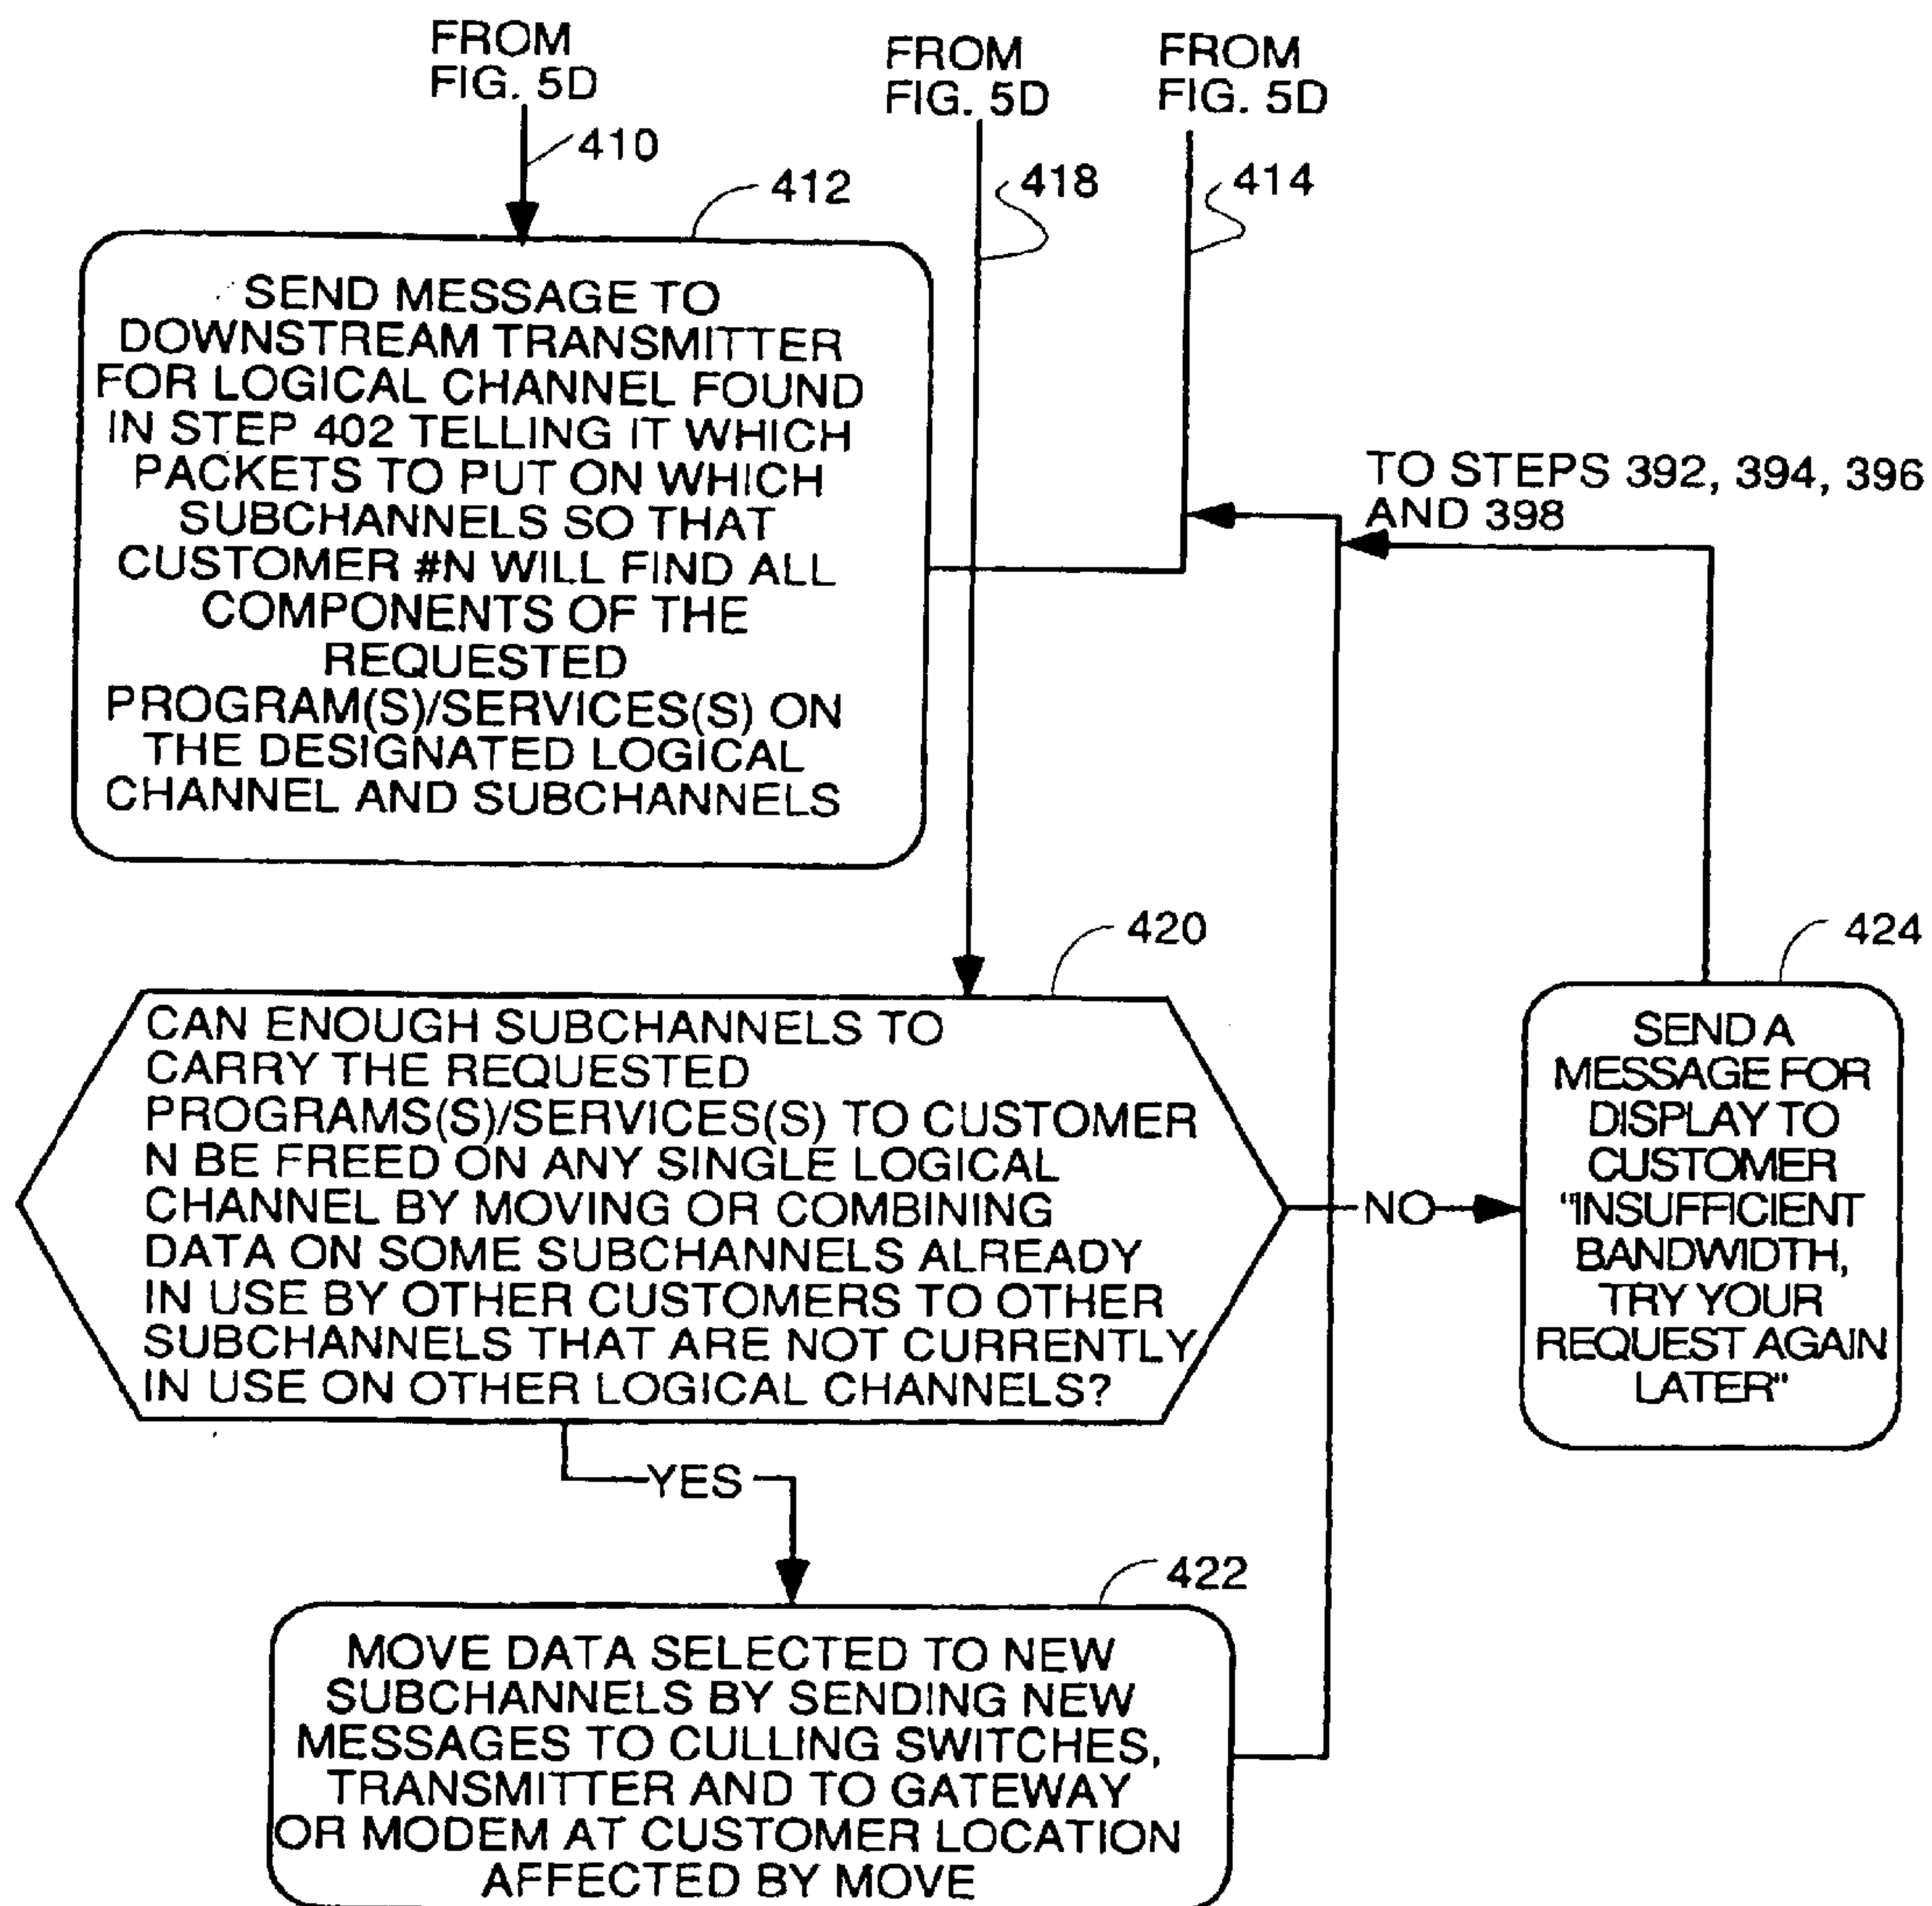 FROM
FIG. 5D
FROM
FIG. 5D
FROM
FIG. 5D
410
412
418
414
SEND MESSAGE TO
DOWNSTREAM TRANSMITTER
FOR LOGICAL CHANNEL FOUND
IN STEP 402 TELLING IT WHICH
PACKETS TO PUT ON WHICH
SUBCHANNELS SO THAT
CUSTOMER #N WILL FIND ALL
COMPONENTS OF THE
REQUESTED
PROGRAM(S)/SERVICES(S) ON
THE DESIGNATED LOGICAL
CHANNEL AND SUBCHANNELS
TO STEPS 392, 394, 396
AND 398
420
CAN ENOUGH SUBCHANNELS TO
CARRY THE REQUESTED
PROGRAMS(S)/SERVICES(S) TO CUSTOMER
N BE FREED ON ANY SINGLE LOGICAL
CHANNEL BY MOVING OR COMBINING
DATA ON SOME SUBCHANNELS ALREADY
IN USE BY OTHER CUSTOMERS TO OTHER
SUBCHANNELS THAT ARE NOT CURRENTLY
IN USE ON OTHER LOGICAL CHANNELS?
NO
424
SEND A
MESSAGE FOR
DISPLAY TO
CUSTOMER
"INSUFFICIENT
BANDWIDTH,
TRY YOUR
REQUEST AGAIN
LATER"
YES
422
MOVE DATA SELECTED TO NEW
SUBCHANNELS BY SENDING NEW
MESSAGES TO CULLING SWITCHES,
TRANSMITTER AND TO GATEWAY
OR MODEM AT CUSTOMER LOCATION
AFFECTED BY MOVE